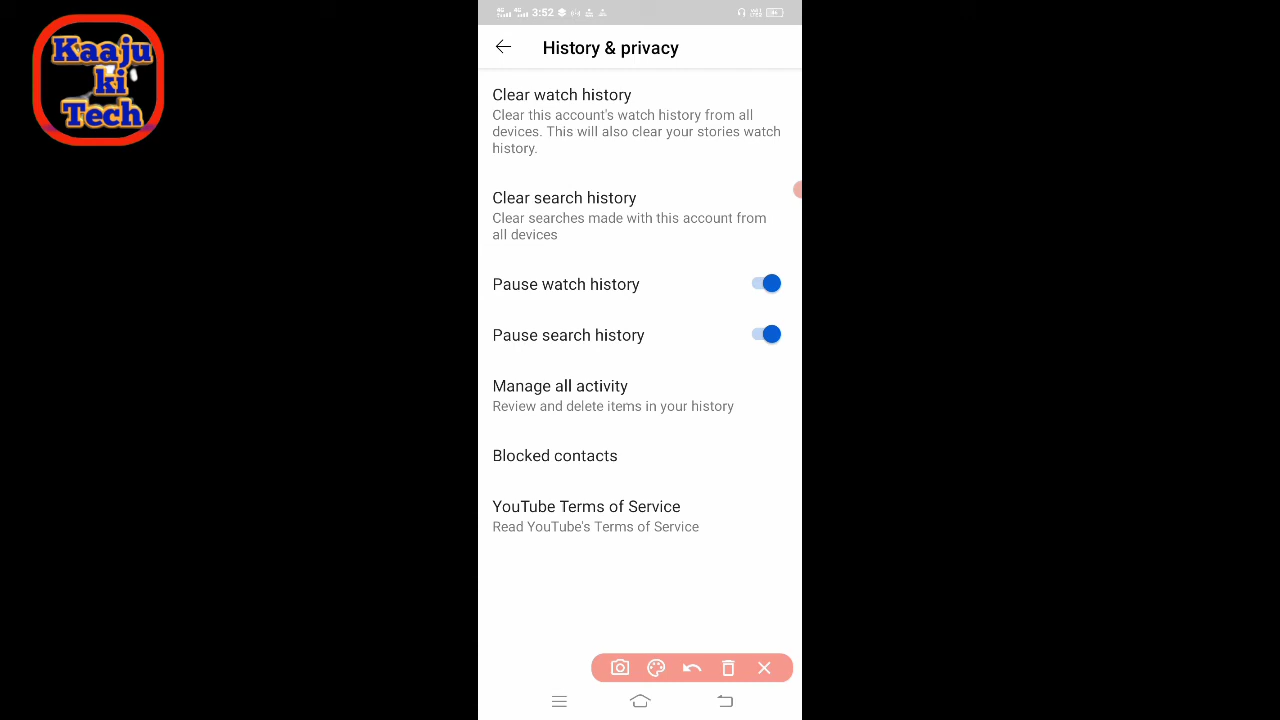 Kaaju
ki
Tech
3:52
History & privacy
Clear watch history
Clear this account's watch history from all
devices. This will also clear your stories watch
history.
Clear search history
Clear searches made with this account from
all devices
Pause watch history
Pause search history
Manage all activity
Review and delete items in your history
Blocked contacts
YouTube Terms of Service
Read YouTube's Terms of Service